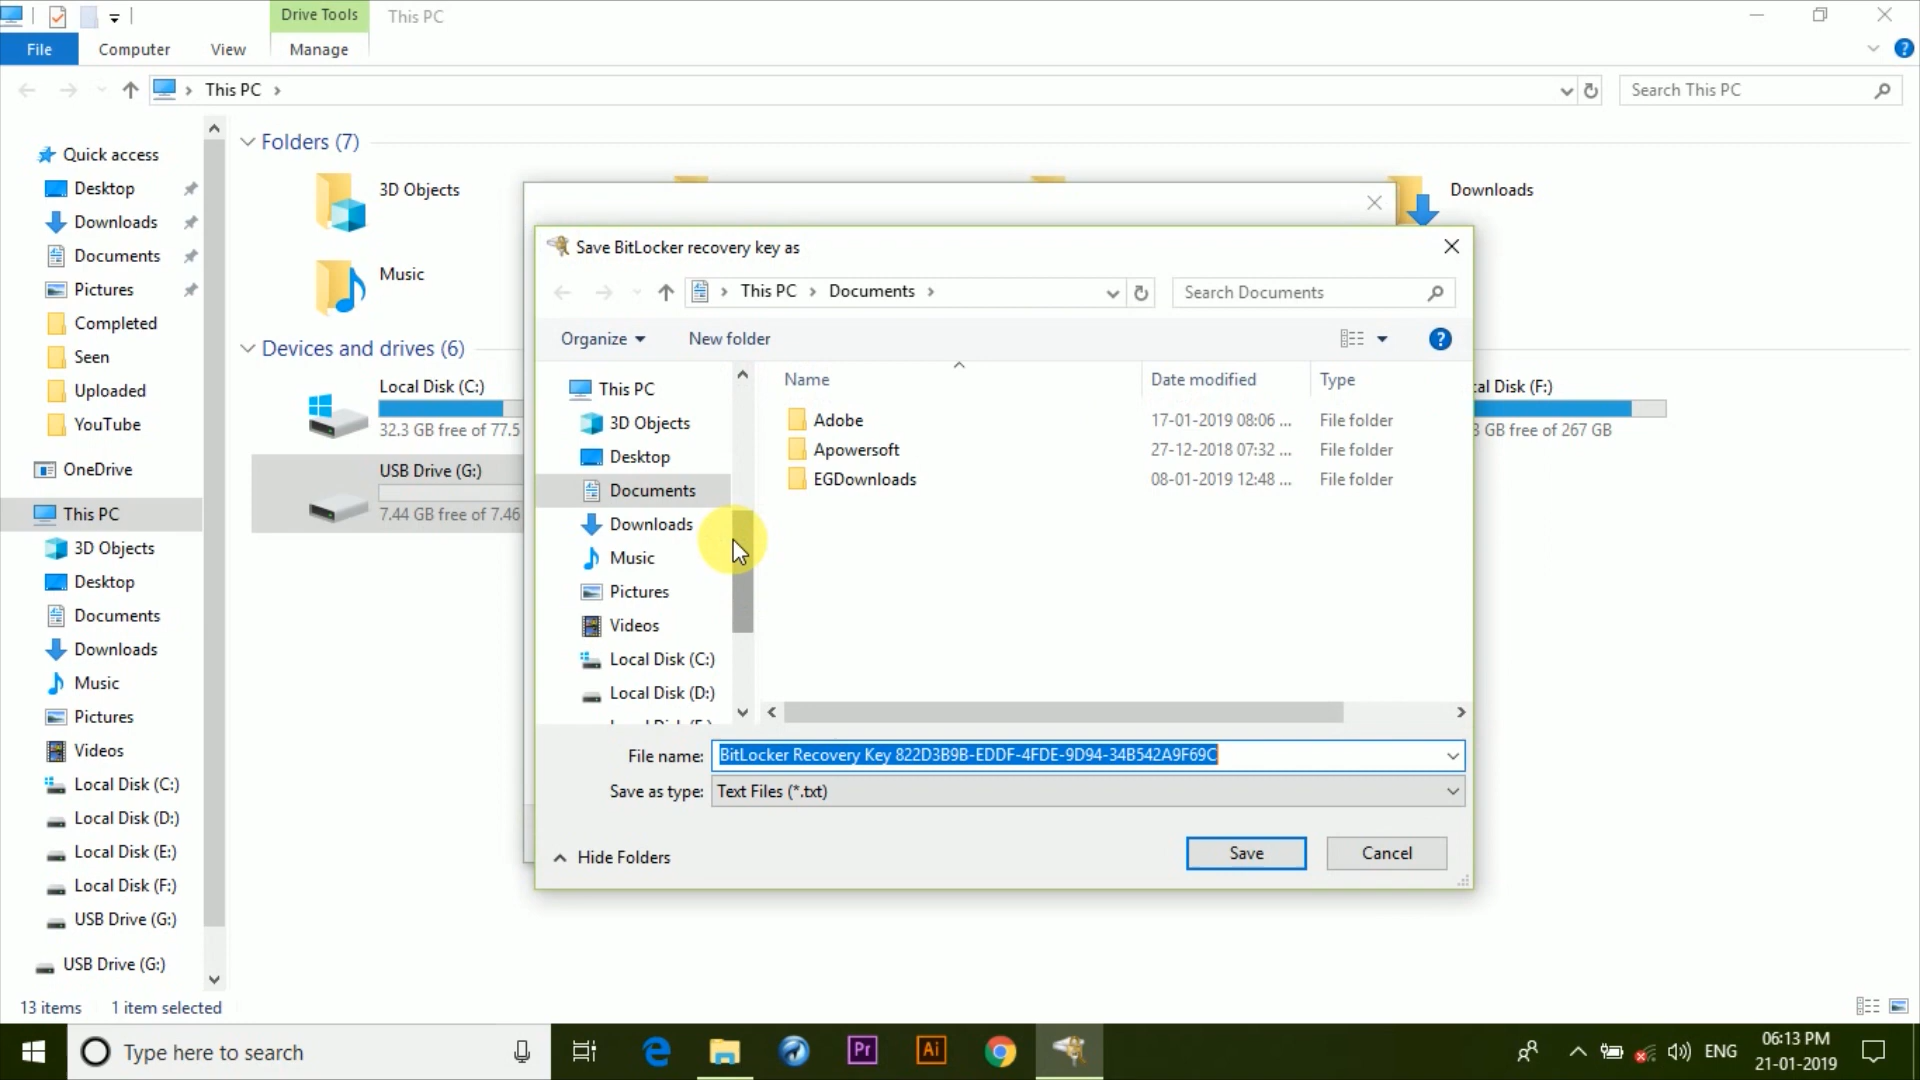 Drive Tools
This PC
File
Computer
View
Manage
This PC
Search This PC
Quick access
Desktop
Downloads
Documents
Pictures
Completed
Seen
Uploaded
YouTube
OneDrive
This PC
3D Objects
Desktop
Documents
Downloads
Music
Pictures
Videos
Local Disk (C:)
Local Disk (D:)
Local Disk (E:)
Local Disk (F:)
USB Drive (G:)
USB Drive (G:)
Folders (7)
3D Objects
Downloads
Music
Devices and drives (6)
Local Disk (C:)
32.3 GB free of 77.5
USB Drive (G:)
7.44 GB free of 7.46
cal Disk (F:)
GB free of 267 GB
Save BitLocker recovery key as
This PC
Documents
Search Documents
Organize
New folder
This PC
3D Objects
Desktop
Documents
Downloads
Music
Pictures
Videos
Local Disk (C:)
Local Disk (D:)
Name
Date modified
Type
Adobe
17-01-2019 08:06 ...
File folder
Apowersoft
27-12-2018 07:32 ...
File folder
EGDownloads
08-01-2019 12:48 ...
File folder
File name:
BitLocker Recovery Key 822D3B9B-EDDF-4FDE-9D94-34B542A9F69C
Save as type:
Text Files (*.txt)
Hide Folders
Save
Cancel
13 items
1 item selected
Type here to search
Pr
Ai
ENG
06:13 PM
21-01-2019